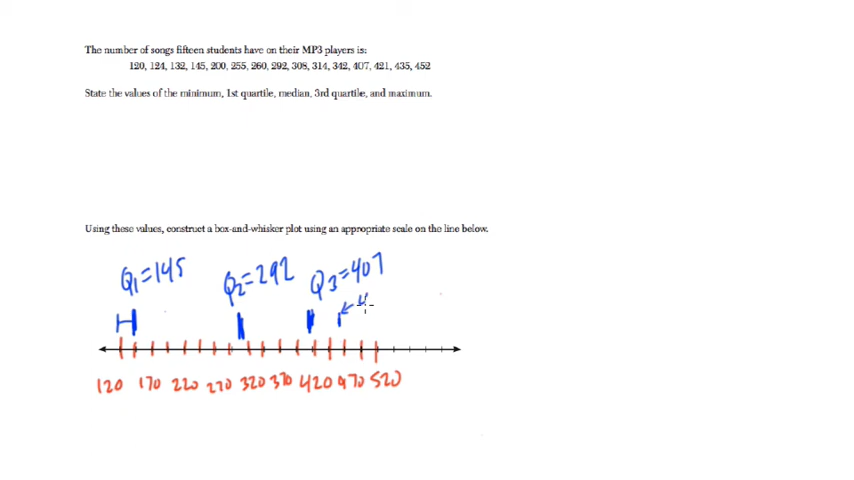 The number of songs fifteen students have on their MP3 players is:
120, 124, 132, 145, 200, 255, 260, 292, 308, 314, 342, 407, 421, 435, 452
State the values of the minimum, 1st quartile, median, 3rd quartile, and maximum.
Using these values, construct a box-and-whisker plot using an appropriate scale on the line below.
Q1=145 Q2=292 Q3=407
4
120 170 220 270 320 370 420 470 520